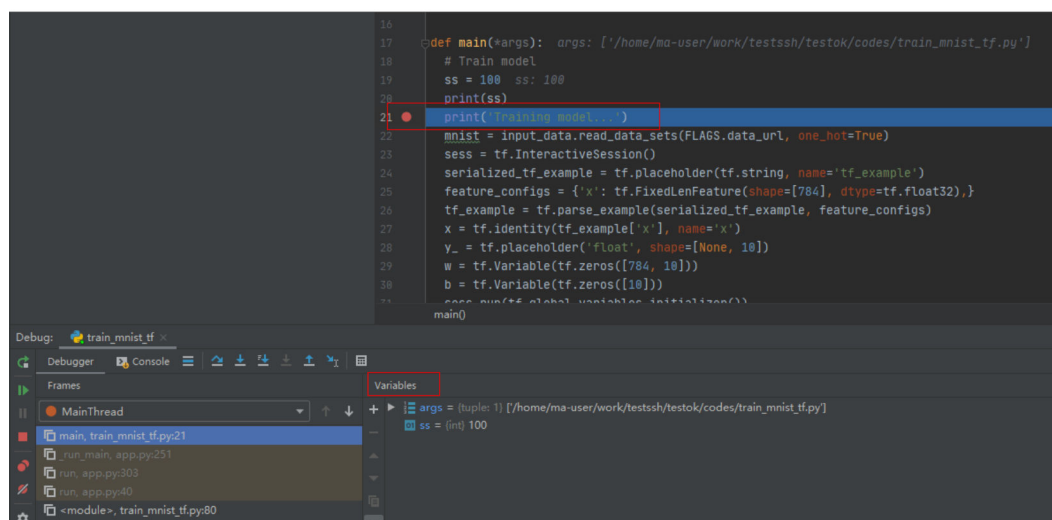 16
17 def main(*args): args: ['/home/ma-user/work/testssh/testok/codes/train_mnist_tf.py']
18 # Train model
19 ss = 100 ss: 100
20 print(ss)
21 print('Training model...')
22 mnist = input_data.read_data_sets(FLAGS.data_url, one_hot=True)
23 sess = tf.InteractiveSession()
24 serialized_tf_example = tf.placeholder(tf.string, name='tf_example')
25 feature_configs = {'x': tf.FixedLenFeature(shape=[784], dtype=tf.float32),}
26 tf_example = tf.parse_example(serialized_tf_example, feature_configs)
27 x = tf.identity(tf_example['x'], name='x')
28 y_ = tf.placeholder('float', shape=[None, 10])
29 w = tf.Variable(tf.zeros([784, 10]))
30 b = tf.Variable(tf.zeros([10]))
31 sess.run(tf.global_variables_initializer())
main()
Debug: train_mnist_tf
Debugger Console
Frames Variables
MainThread
args = (tuple: 1) ['/home/ma-user/work/testssh/testok/codes/train_mnist_tf.py']
ss = (int) 100
main, train_mnist_tf.py:21
_run_main, app.py:251
run, app.py:303
run, app.py:40
<module>, train_mnist_tf.py:80